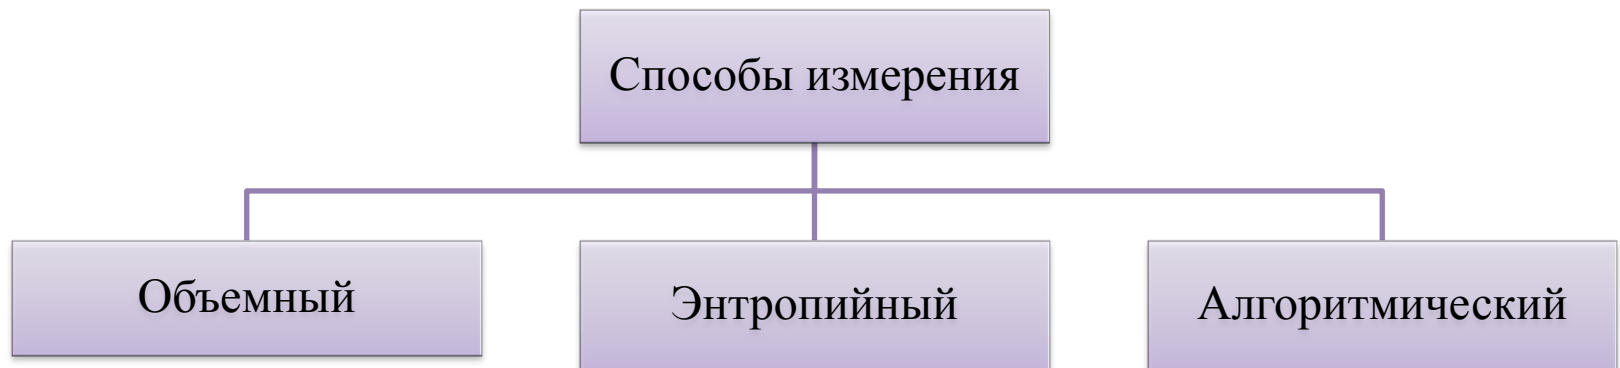 Способы измерения
Объемный
Энтропийный
Алгоритмический